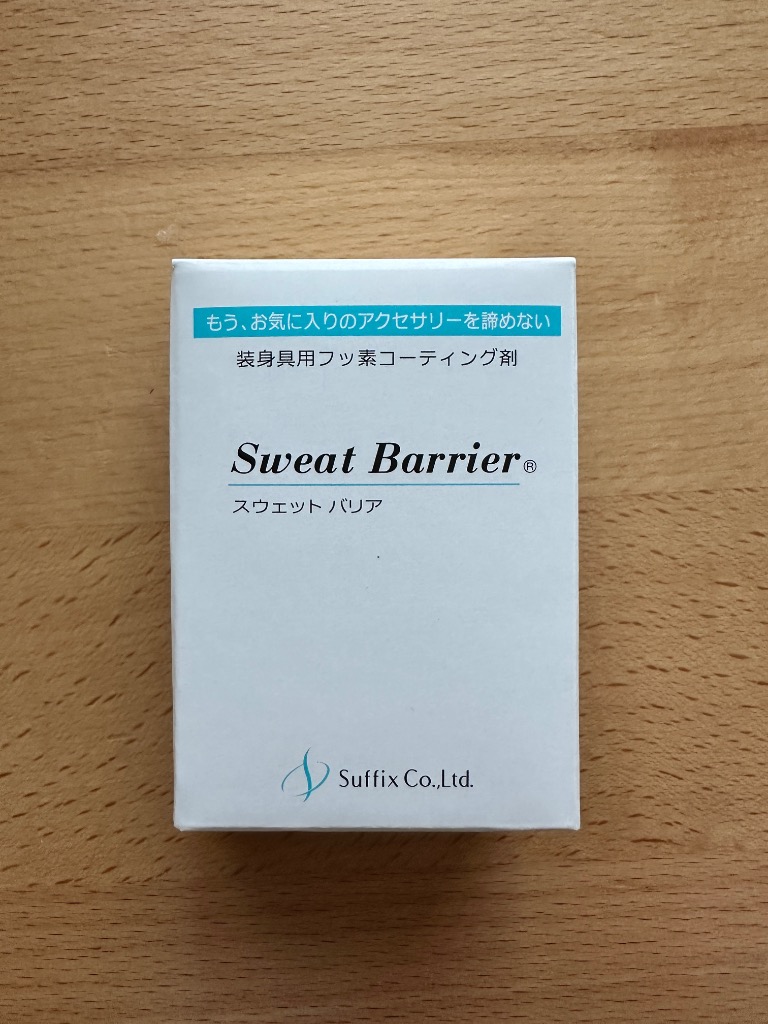 もう、お気に入りのアクセサリーを諦めない
装身具用フッ素コーティング剤
Sweat Barrier®
スウェット バリア
Suffix Co.,Ltd.